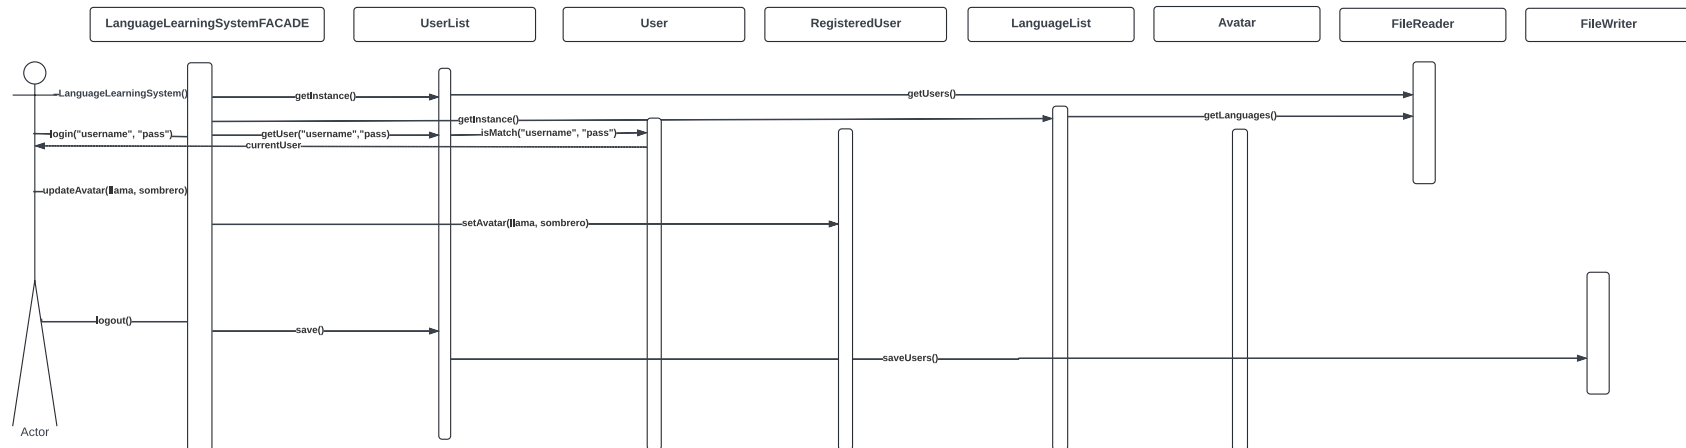 LanguageLearningSystemFACADE
UserList
User
RegisteredUser
LanguageList
Avatar
FileReader
FileWriter
LanguageLearningSystem()
getInstance()
getUsers()
getInstance()
getLanguages()
login("username", "pass")
getUser("username","pass)
isMatch("username", "pass")
currentUser
updateAvatar(llama, sombrero)
setAvatar(llama, sombrero)
logout()
save()
saveUsers()
Actor